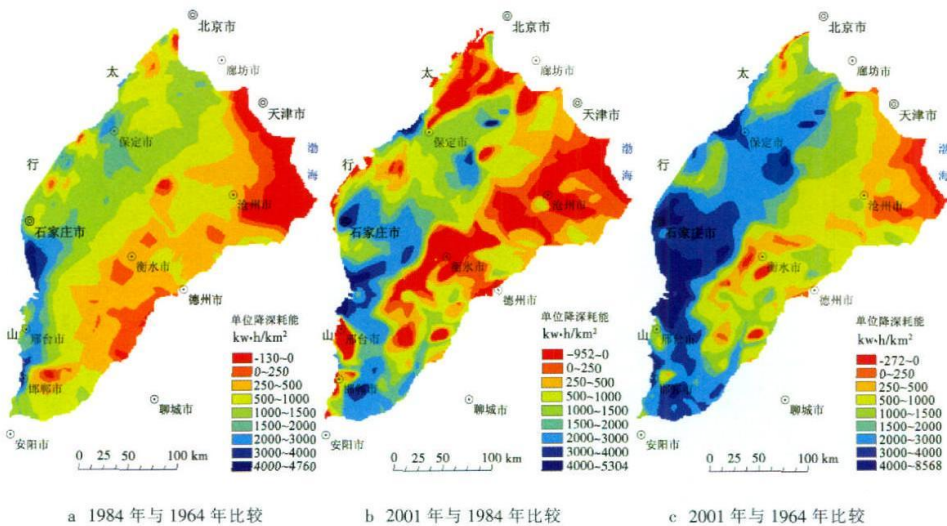 北京市
太
廊坊市
天津市
保定市
渤
海
行
沧州市
石家庄市
衡水市
德州市
山
邢台市
邯郸市
聊城市
安阳市
单位降深耗能
kw·h/km²
-130~0
0~250
250~500
500~1000
1000~1500
1500~2000
2000~3000
3000~4000
4000~4760
0 25 50 100 km
a 1984 年与 1964 年比较
北京市
太
廊坊市
天津市
保定市
渤
海
行
沧州市
石家庄市
衡水市
德州市
山
邢台市
邯郸市
聊城市
安阳市
单位降深耗能
kw·h/km²
-952~0
0~250
250~500
500~1000
1000~1500
1500~2000
2000~3000
3000~4000
4000~5304
0 25 50 100 km
b 2001 年与 1984 年比较
北京市
太
廊坊市
天津市
保定市
渤
海
行
沧州市
石家庄市
衡水市
德州市
山
邢台市
邯郸市
聊城市
安阳市
单位降深耗能
kw·h/km²
-272~0
0~250
250~500
500~1000
1000~1500
1500~2000
2000~3000
3000~4000
4000~8568
0 25 50 100 km
c 2001 年与 1964 年比较